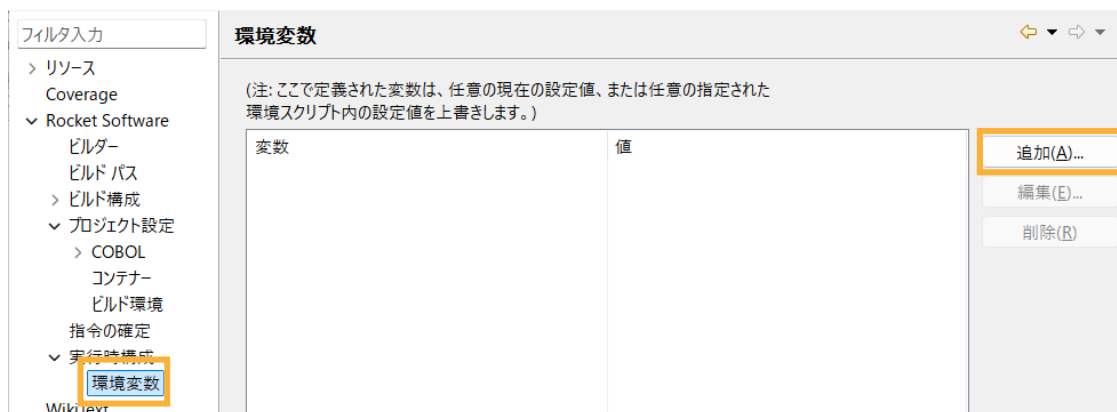 フィルタ入力
リソース
Coverage
Rocket Software
ビルダー
ビルド パス
ビルド構成
プロジェクト設定
COBOL
コンテナー
ビルド環境
指令の確定
実行時構成
環境変数
WikiText
環境変数
(注: ここで定義された変数は、任意の現在の設定値、または任意の指定された
環境スクリプト内の設定値を上書きします。)
変数
値
追加(A)...
編集(E)...
削除(R)